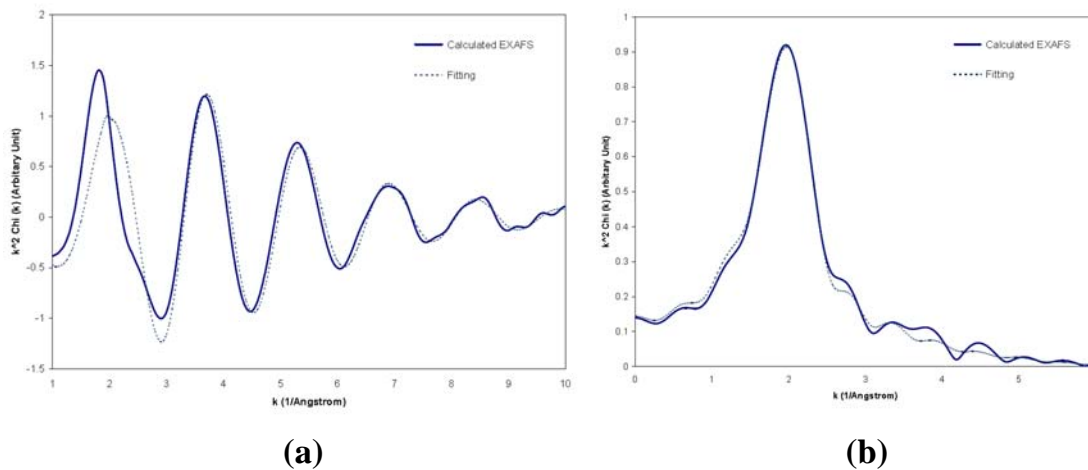 2
1.5
1
0.5
0
-0.5
-1
-1.5
k^2 Chi (k) (Arbitary Unit)
1 2 3 4 5 6 7 8 9 10
k (1/Angstrom)
Calculated EXAFS
Fitting
(a)
1
0.9
0.8
0.7
0.6
0.5
0.4
0.3
0.2
0.1
0
k^2 Chi (k) (Arbitary Unit)
0 1 2 3 4 5
k (1/Angstrom)
Calculated EXAFS
Fitting
(b)